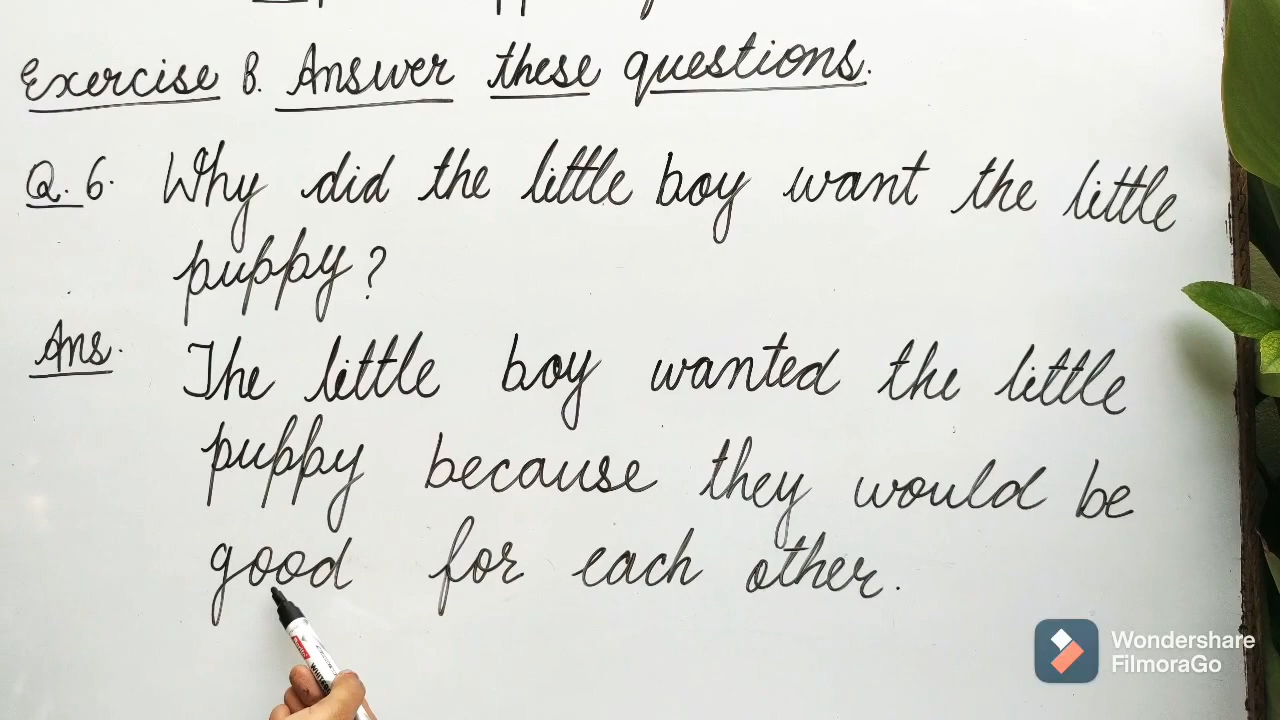 Exercise B. Answer these questions.
Q.6. Why did the little boy want the little
puppy?
Ans. The little boy wanted the little
puppy because they would be
good for each other.
Wondershare
FilmoraGo